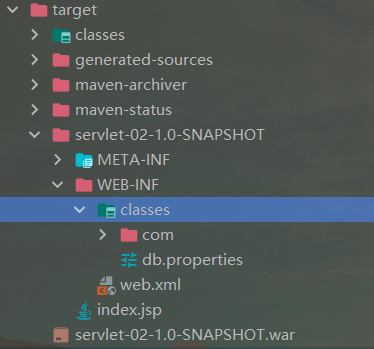 target
classes
generated-sources
maven-archiver
maven-status
servlet-02-1.0-SNAPSHOT
META-INF
WEB-INF
classes
com
db.properties
web.xml
index.jsp
servlet-02-1.0-SNAPSHOT.war